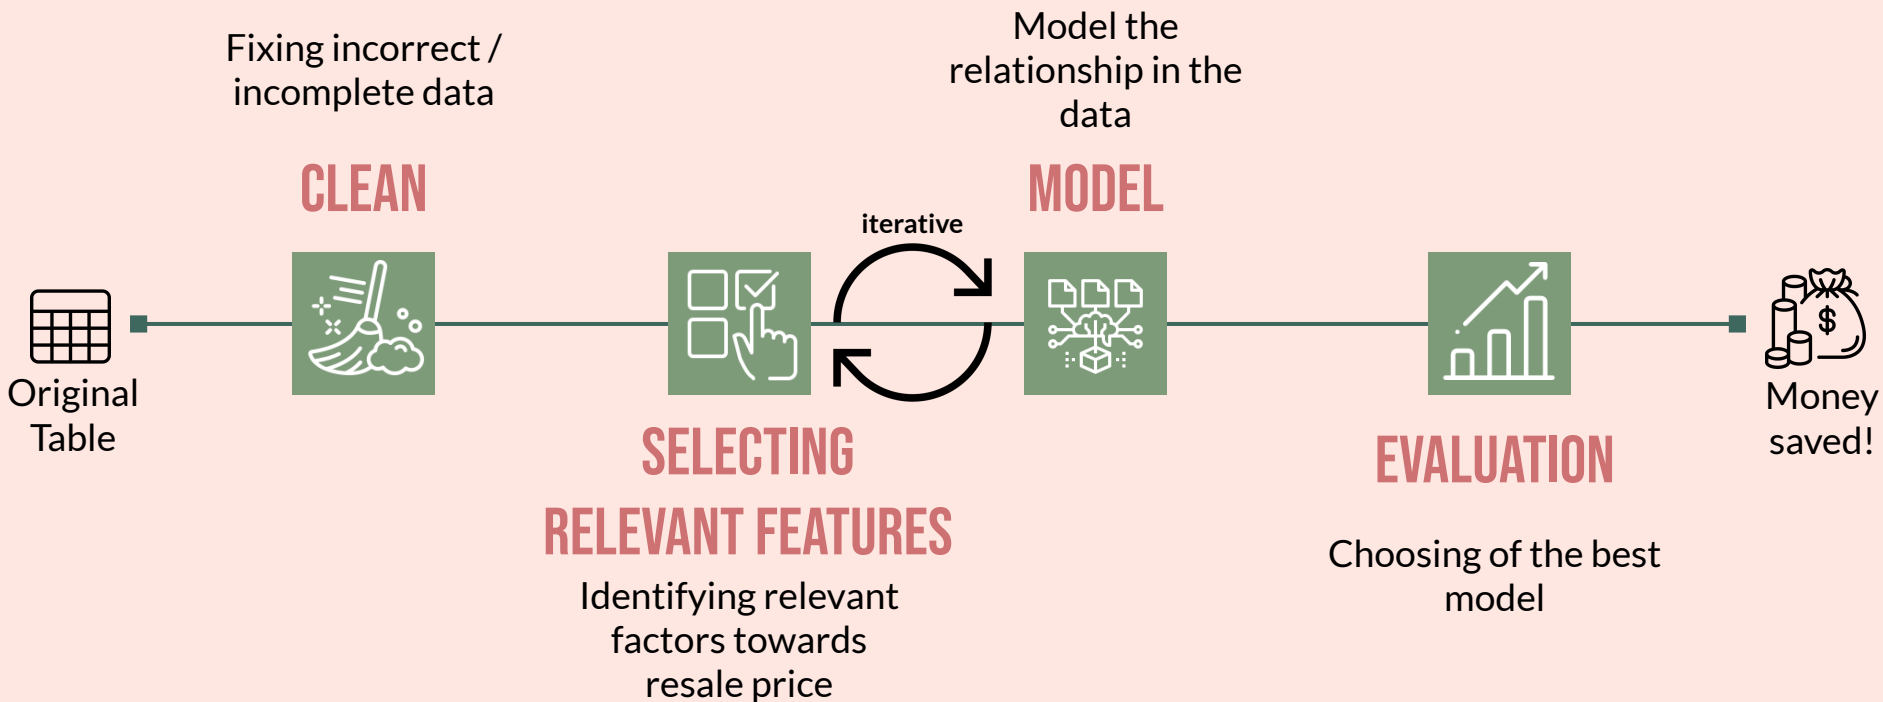 Fixing incorrect /
incomplete data
CLEAN
Model the
relationship in the
data
MODEL
iterative
Original
Table
$
Money
saved!
SELECTING
RELEVANT FEATURES
Identifying relevant
factors towards
resale price
EVALUATION
Choosing of the best
model